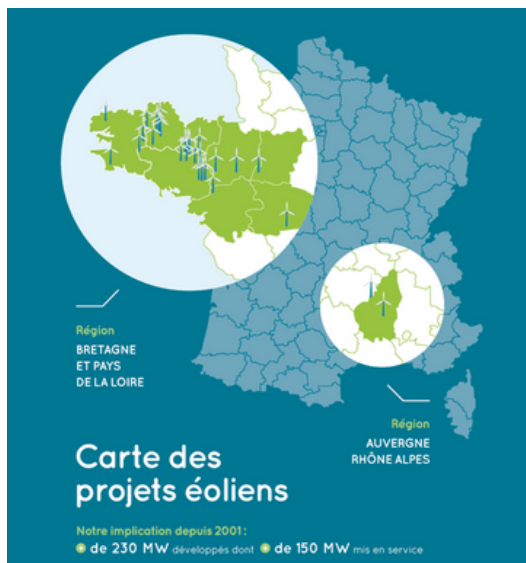 Région
BRETAGNE
ET PAYS
DE LA LOIRE
Région
AUVERGNE
RHÔNE ALPES
Carte des
projets éoliens
Notre implication depuis 2001 :
+ de 230 MW développés dont + de 150 MW mis en service